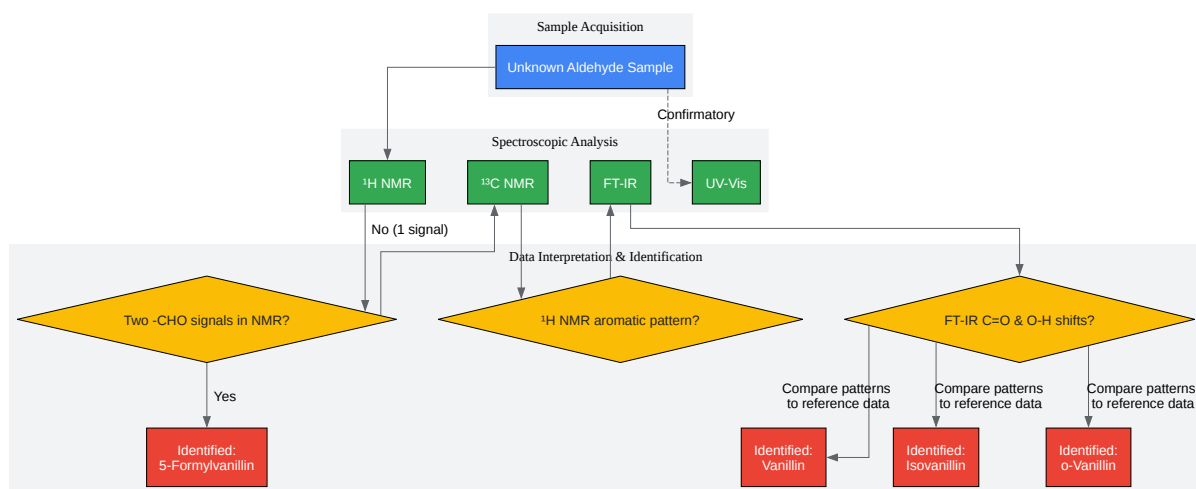 Sample Acquisition
Unknown Aldehyde Sample
Confirmatory
Spectroscopic Analysis
¹H NMR
¹³C NMR
FT-IR
UV-Vis
No (1 signal)
Data Interpretation & Identification
Two -CHO signals in NMR?
¹H NMR aromatic pattern?
FT-IR C=O & O-H shifts?
Yes
Compare patterns
to reference data
Compare patterns
to reference data
Compare patterns
to reference data
Identified:
5-Formylvanillin
Identified:
Vanillin
Identified:
Isovanillin
Identified:
o-Vanillin